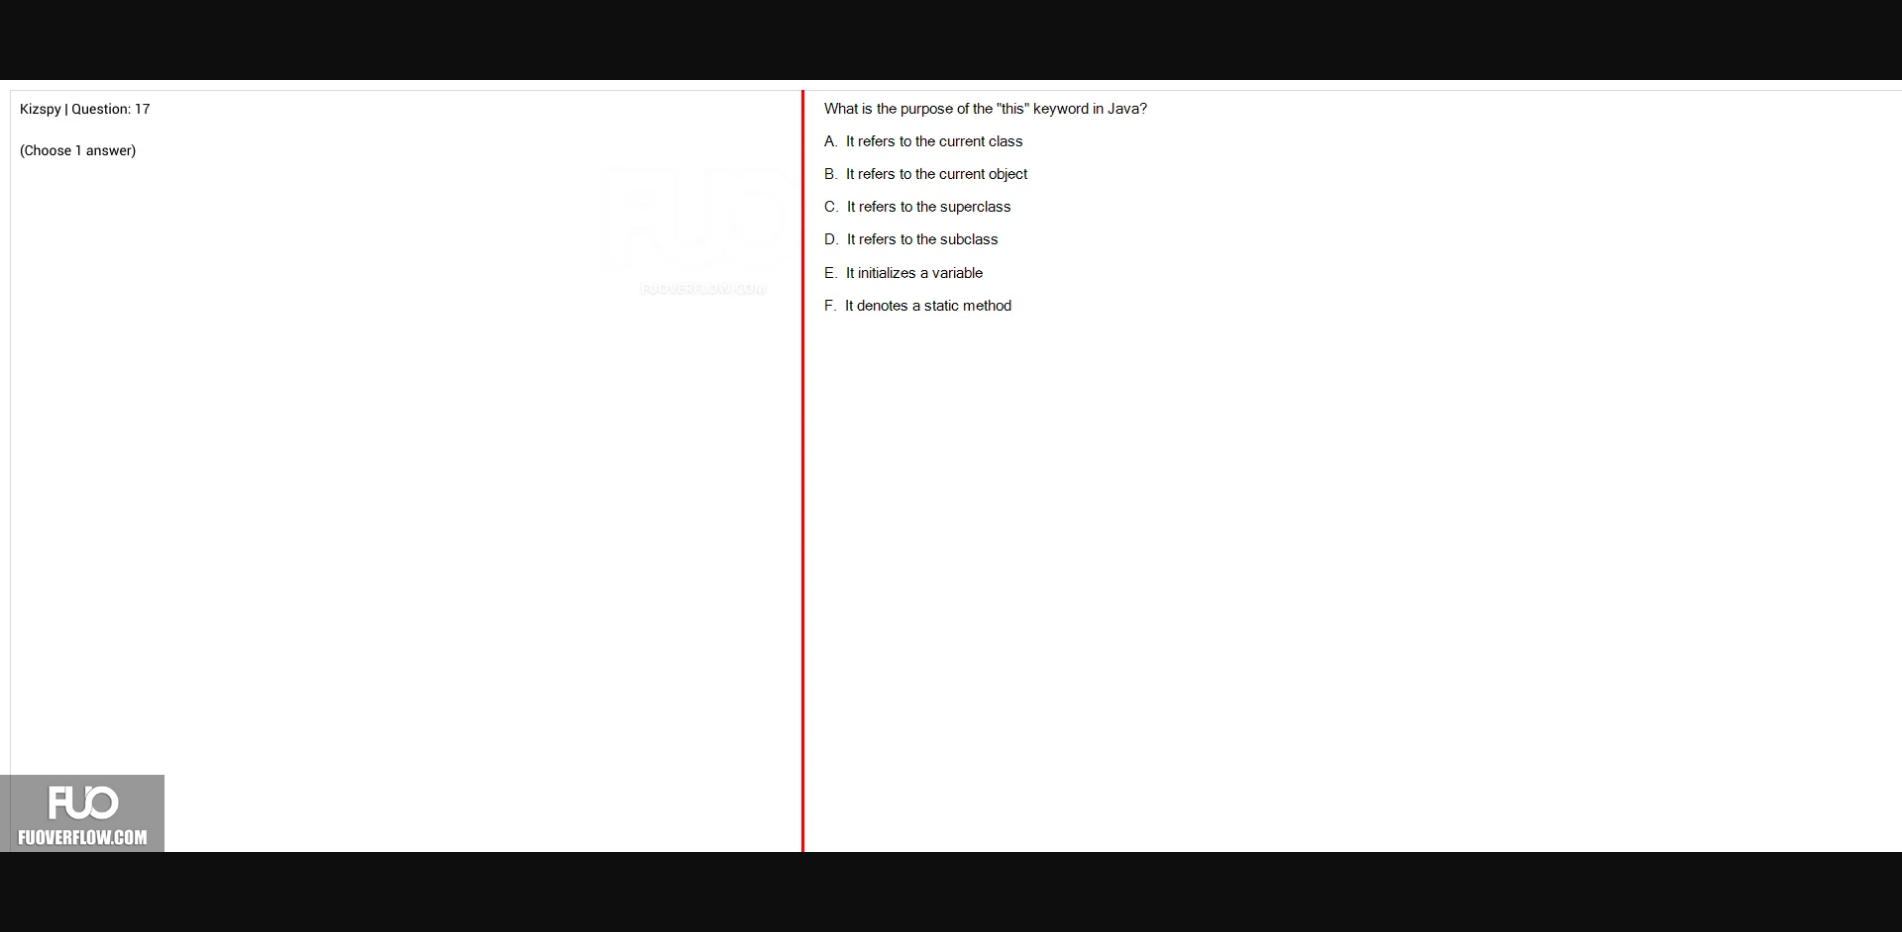 Kizspy | Question: 17
(Choose 1 answer)
What is the purpose of the "this" keyword in Java?
A. It refers to the current class
B. It refers to the current object
C. It refers to the superclass
D. It refers to the subclass
E. It initializes a variable
F. It denotes a static method
FUO
FUOVERFLOW.COM
FUO
FUOVERFLOW.COM